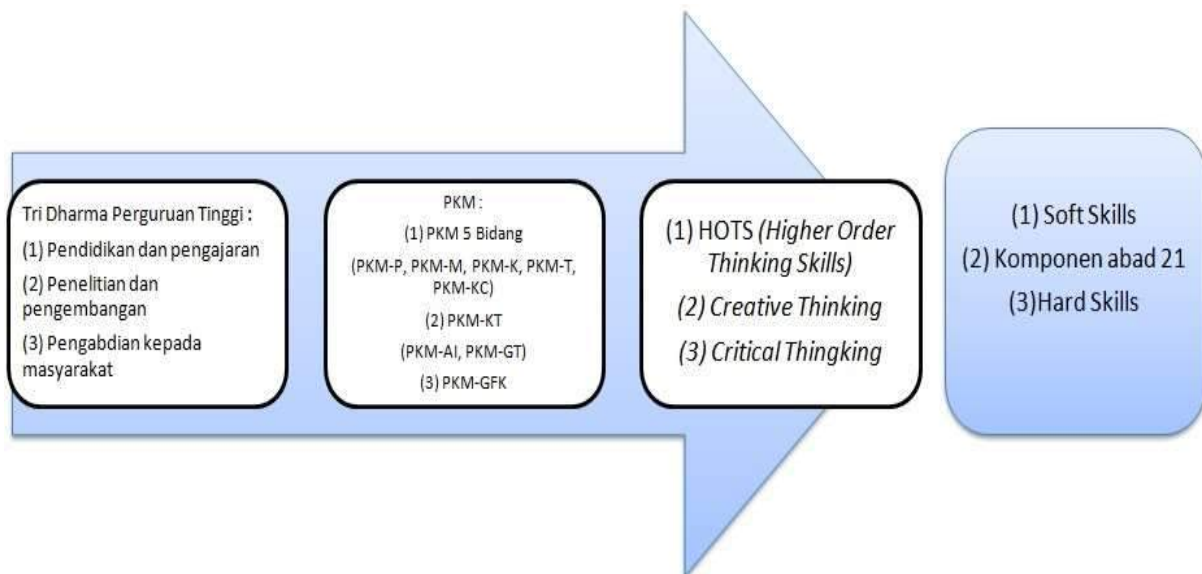 Tri Dharma Perguruan Tinggi :
(1) Pendidikan dan pengajaran
(2) Penelitian dan
pengembangan
(3) Pengabdian kepada
masyarakat
PKM :
(1) PKM 5 Bidang
(PKM-P, PKM-M, PKM-K, PKM-T,
PKM-KC)
(2) PKM-KT
(PKM-AI, PKM-GT)
(3) PKM-GFK
(1) HOTS (Higher Order
Thinking Skills)
(2) Creative Thinking
(3) Critical Thingking
(1) Soft Skills
(2) Komponen abad 21
(3)Hard Skills